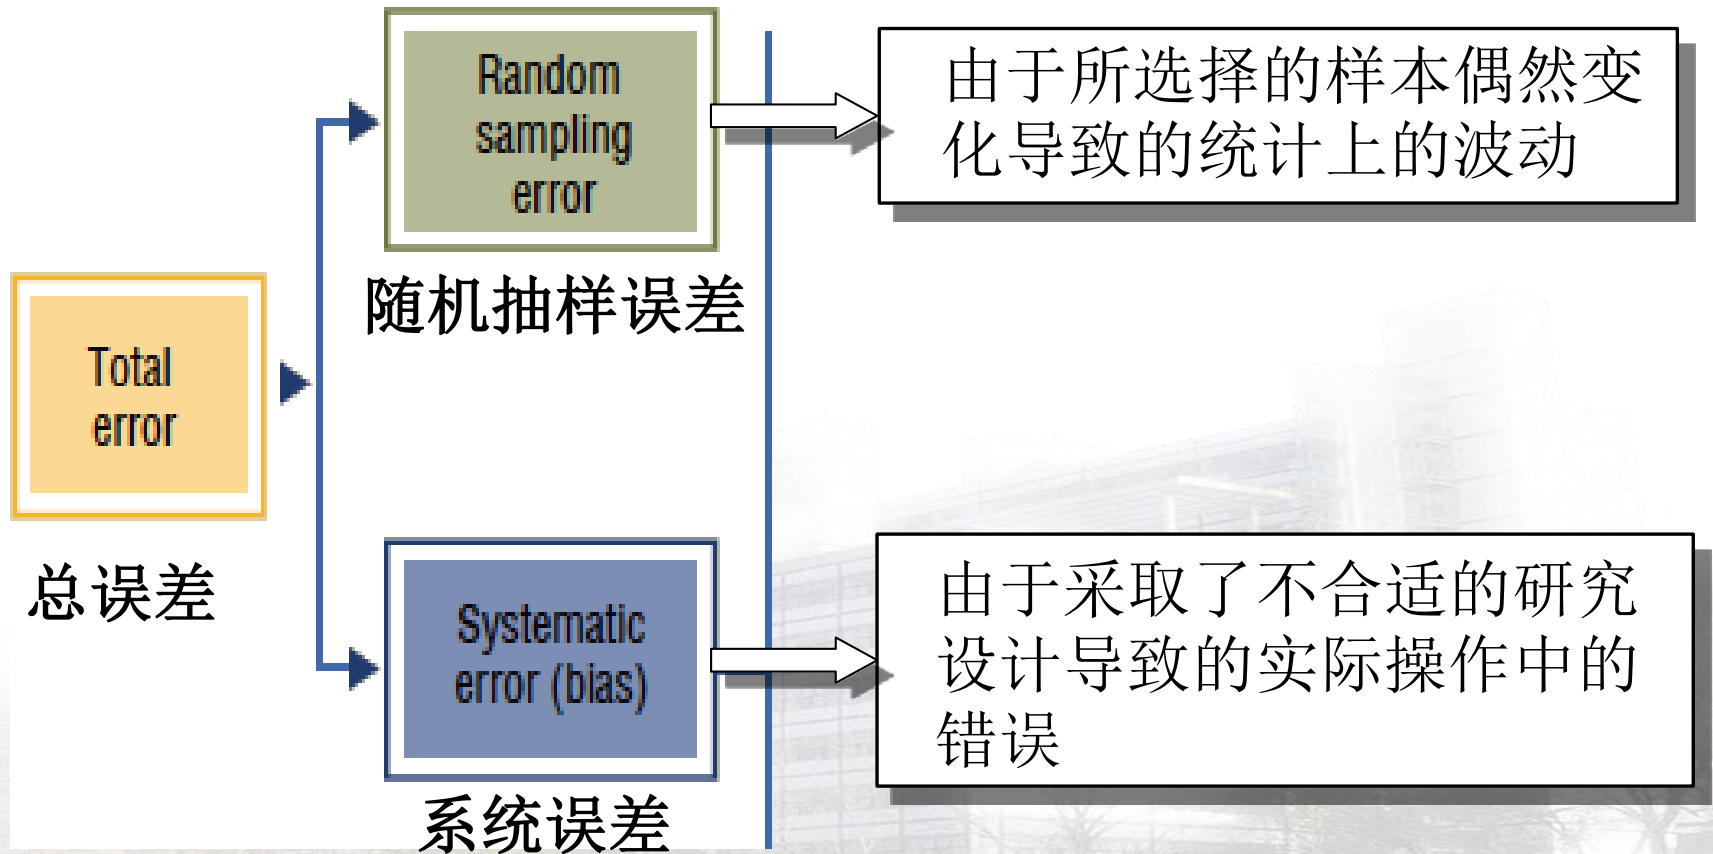 Random
sampling
error
随机抽样误差
由于所选择的样本偶然变
化导致的统计上的波动
Total
error
总误差
Systematic
error (bias)
系统误差
由于采取了不合适的研究
设计导致的实际操作中的
错误